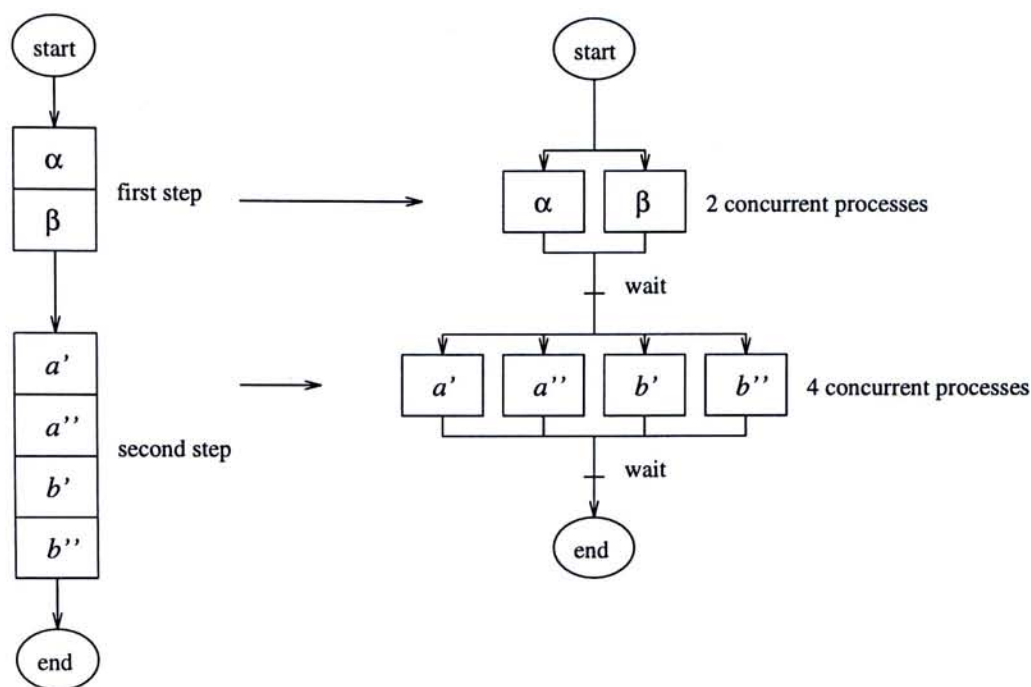 start
α
β
first step
a'
a''
b'
b''
second step
end
start
α β
2 concurrent processes
wait
a' a'' b' b''
4 concurrent processes
wait
end